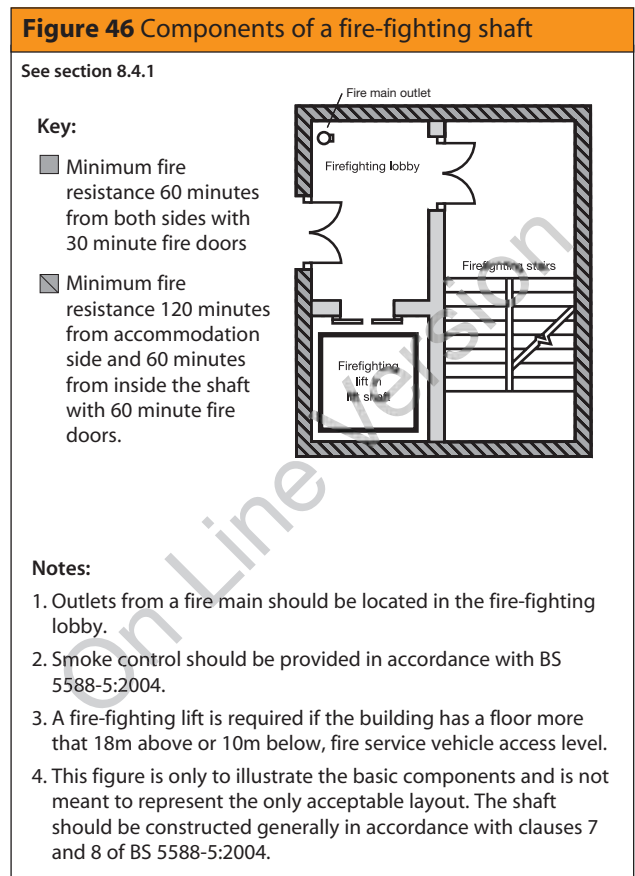 Figure 46 Components of a fire-fighting shaft
See section 8.4.1
Key:
Minimum fire
resistance 60 minutes
from both sides with
30 minute fire doors
Minimum fire
resistance 120 minutes
from accommodation
side and 60 minutes
from inside the shaft
with 60 minute fire
doors.
Fire main outlet
Firefighting lobby
Firefighting stairs
Firefighting
lift in
lift shaft
On Line Version
Notes:
1. Outlets from a fire main should be located in the fire-fighting
lobby.
2. Smoke control should be provided in accordance with BS
5588-5:2004.
3. A fire-fighting lift is required if the building has a floor more
that 18m above or 10m below, fire service vehicle access level.
4. This figure is only to illustrate the basic components and is not
meant to represent the only acceptable layout. The shaft
should be constructed generally in accordance with clauses 7
and 8 of BS 5588-5:2004.